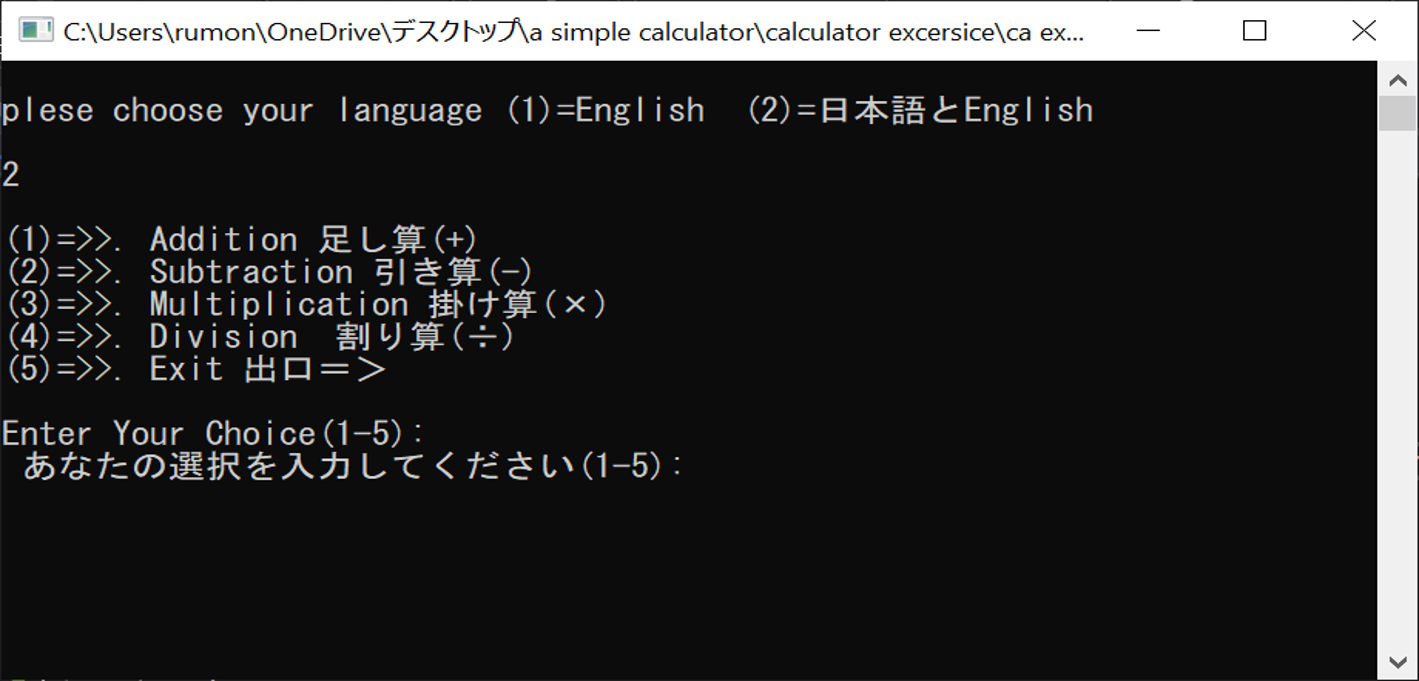 C:\Users\rumon\OneDrive\デスクトップ\a simple calculator\calculator excersice\ca ex...
plese choose your language (1)=English  (2)=日本語とEnglish
2
(1)=>>. Addition 足し算(+)
(2)=>>. Subtraction 引き算(-)
(3)=>>. Multiplication 掛け算(×)
(4)=>>. Division  割り算(÷)
(5)=>>. Exit 出口＝＞
Enter Your Choice(1-5):
あなたの選択を入力してください(1-5):